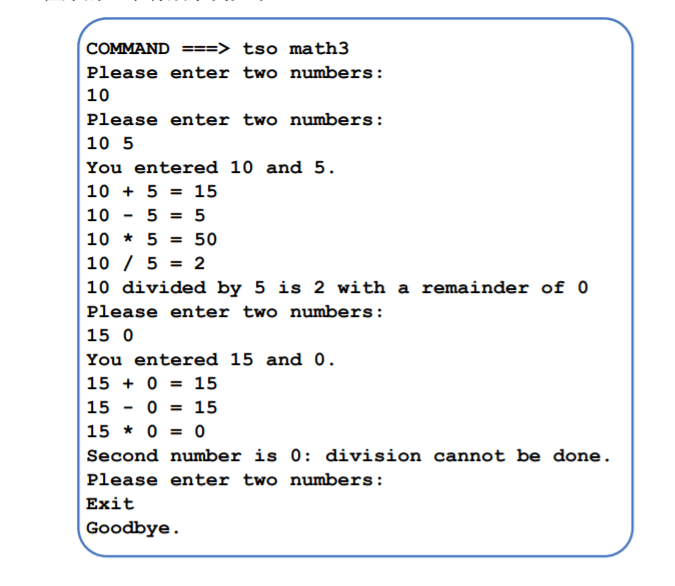 COMMAND ===> tso math3
Please enter two numbers:
10
Please enter two numbers:
10 5
You entered 10 and 5.
10 + 5 = 15
10 - 5 = 5
10 * 5 = 50
10 / 5 = 2
10 divided by 5 is 2 with a remainder of 0
Please enter two numbers:
15 0
You entered 15 and 0.
15 + 0 = 15
15 - 0 = 15
15 * 0 = 0
Second number is 0: division cannot be done.
Please enter two numbers:
Exit
Goodbye.